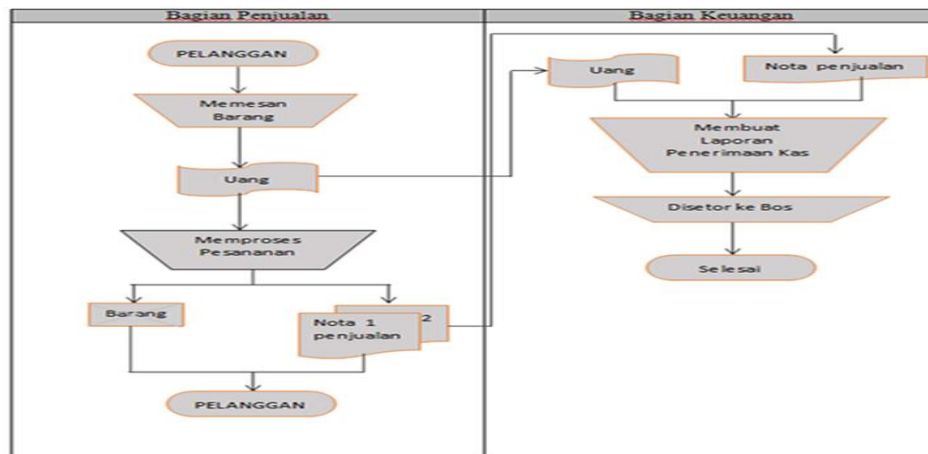 Bagian Penjualan
Bagian Keuangan
PELANGGAN
Memesan
Barang
Uang
Memproses
Pesananan
Barang
Nota 1
penjualan
2
PELANGGAN
Uang
Nota penjualan
Membuat
Laporan
Penerimaan Kas
Disetor ke Bos
Selesai